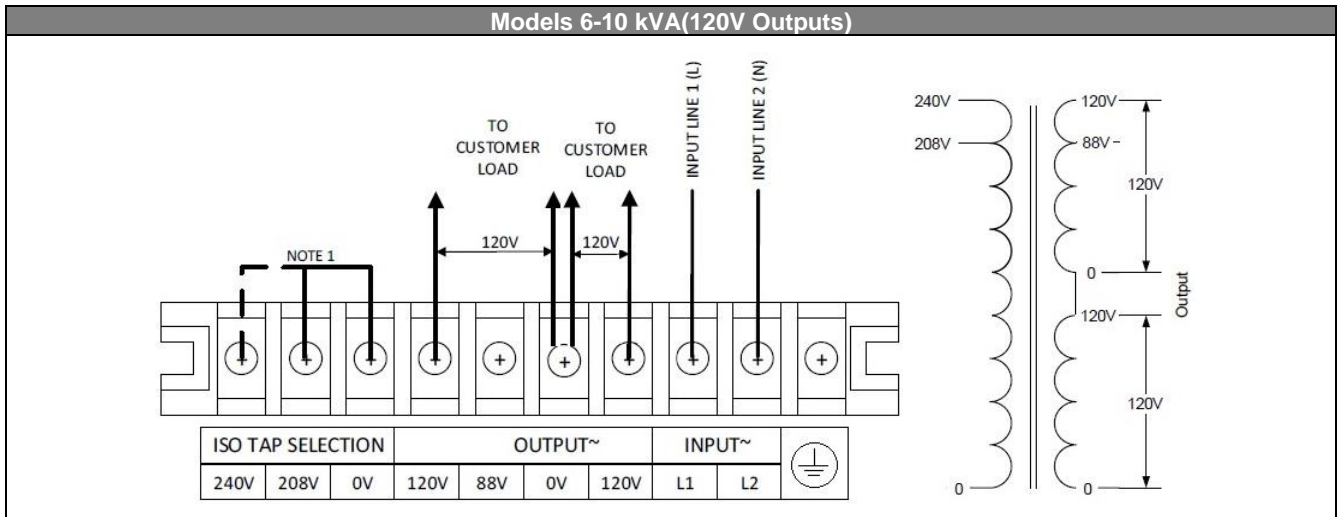 Models 6-10 kVA(120V Outputs)
INPUT LINE 1 (L)
INPUT LINE 2 (N)
TO
CUSTOMER
LOAD
TO
CUSTOMER
LOAD
NOTE 1
120V
120V
ISO TAP SELECTION
OUTPUT~
INPUT~
240V 208V 0V 120V 88V 0V 120V L1 L2
240V
208V
0
120V
88V
120V
0
120V
120V
0
Output